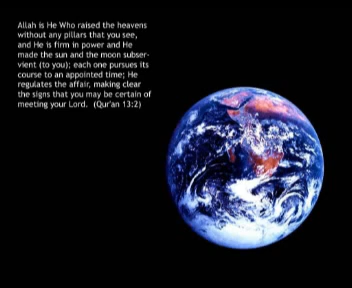 Allah is He Who raised the heavens
without any pillars that you see,
and He is firm in power and He
made the sun and the moon subser-
vient (to you); each one pursues its
course to an appointed time; He
regulates the affair, making clear
the signs that you may be certain of
meeting your Lord.  (Qur'an 13:2)